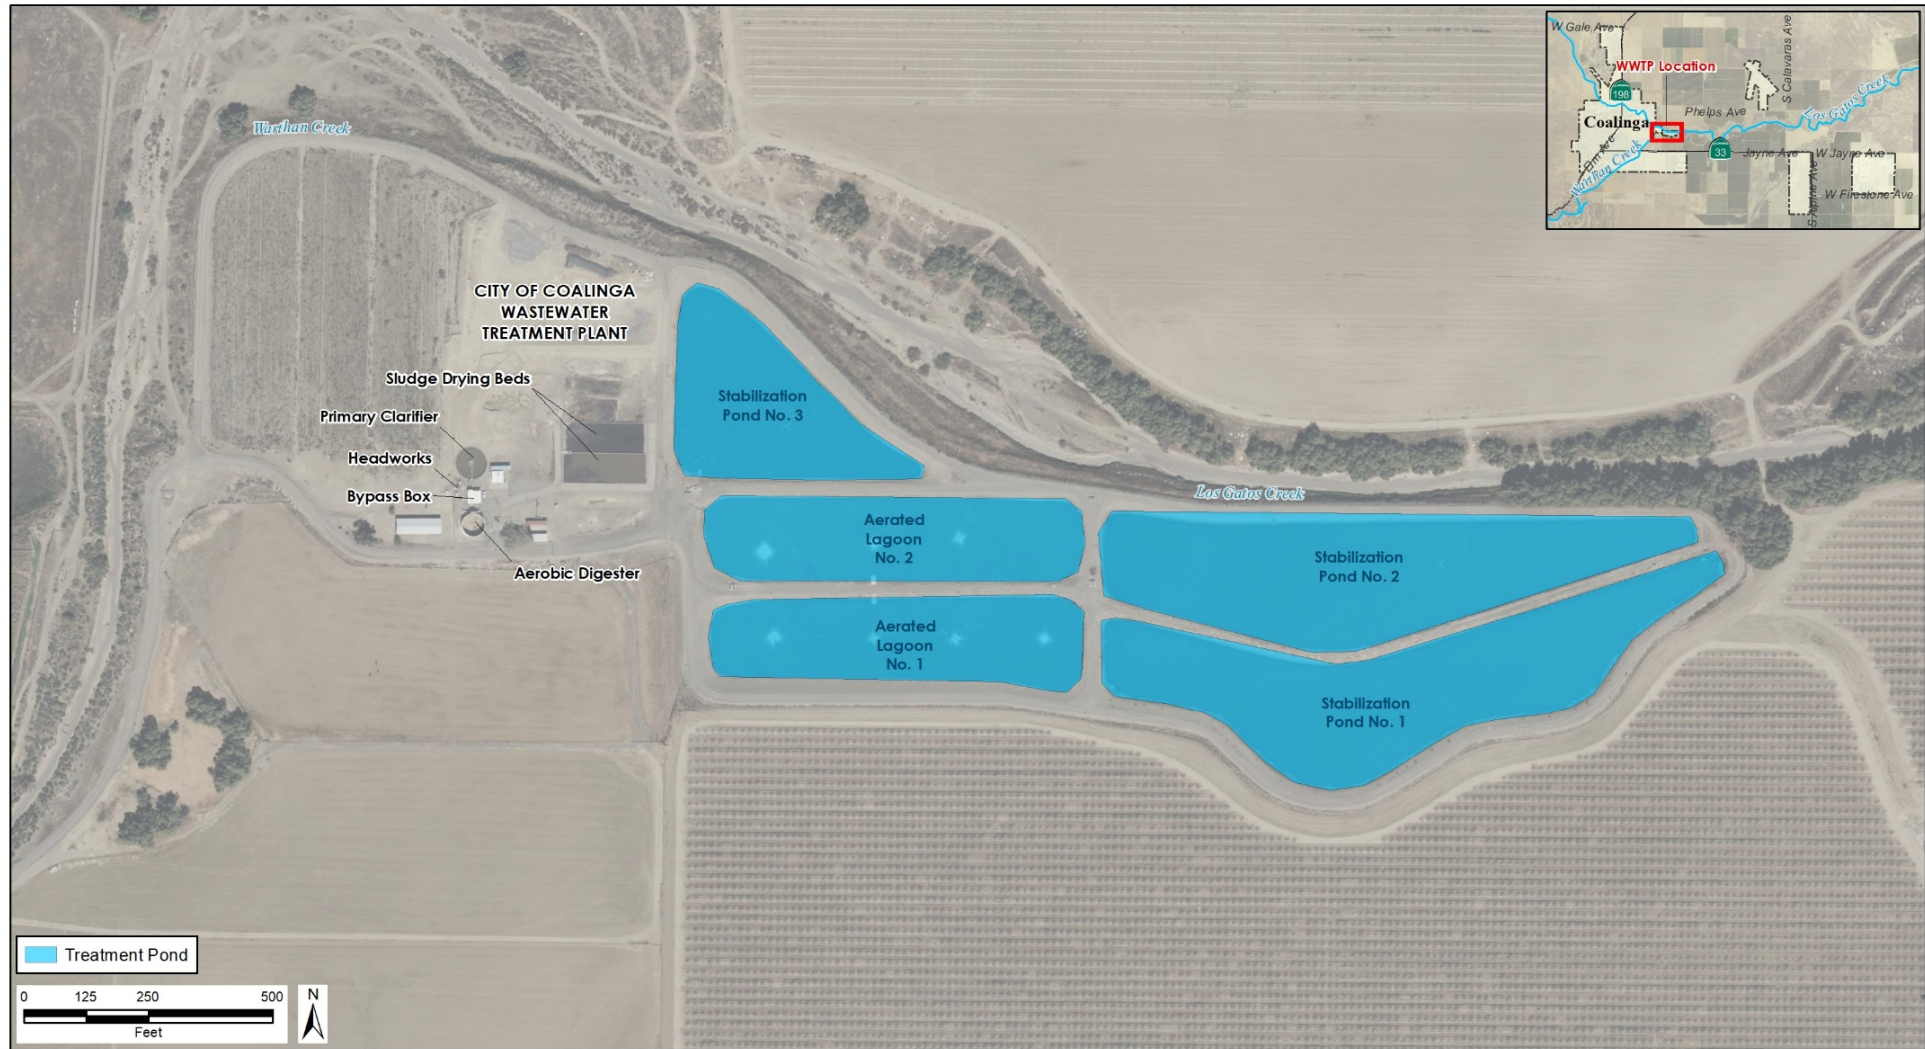 W Gale Ave
S Calavaras Ave
WWTP Location
198
Los Gatos Creek
Phelps Ave
Coalinga
Elm Ave
33
Jayne Ave
W Jayne Ave
Warthan Creek
W Firestone Ave
S Alpine Ave
Warthan Creek
CITY OF COALINGA
WASTEWATER
TREATMENT PLANT
Sludge Drying Beds
Primary Clarifier
Headworks
Bypass Box
Aerobic Digester
Stabilization
Pond No. 3
Los Gatos Creek
Aerated
Lagoon
No. 2
Stabilization
Pond No. 2
Aerated
Lagoon
No. 1
Stabilization
Pond No. 1
Treatment Pond
0 125 250 500
Feet
N